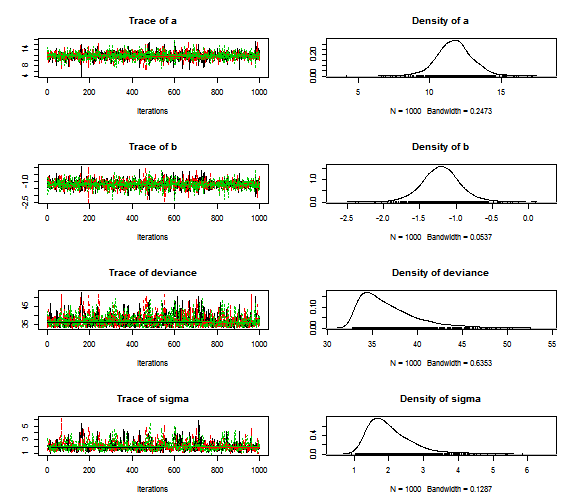 Trace of a
Density of a
4 8 14
0.00 0.20
0 200 400 600 800 1000
5 10 15
Iterations
N = 1000 Bandwidth = 0.2473
Trace of b
Density of b
-2.5 -1.0
0.0 1.0
0 200 400 600 800 1000
-2.5 -2.0 -1.5 -1.0 -0.5 0.0
Iterations
N = 1000 Bandwidth = 0.0537
Trace of deviance
Density of deviance
35 45
0.00 0.10
0 200 400 600 800 1000
30 35 40 45 50 55
Iterations
N = 1000 Bandwidth = 0.6353
Trace of sigma
Density of sigma
1 3 5
0.0 0.4
0 200 400 600 800 1000
1 2 3 4 5 6
Iterations
N = 1000 Bandwidth = 0.1287